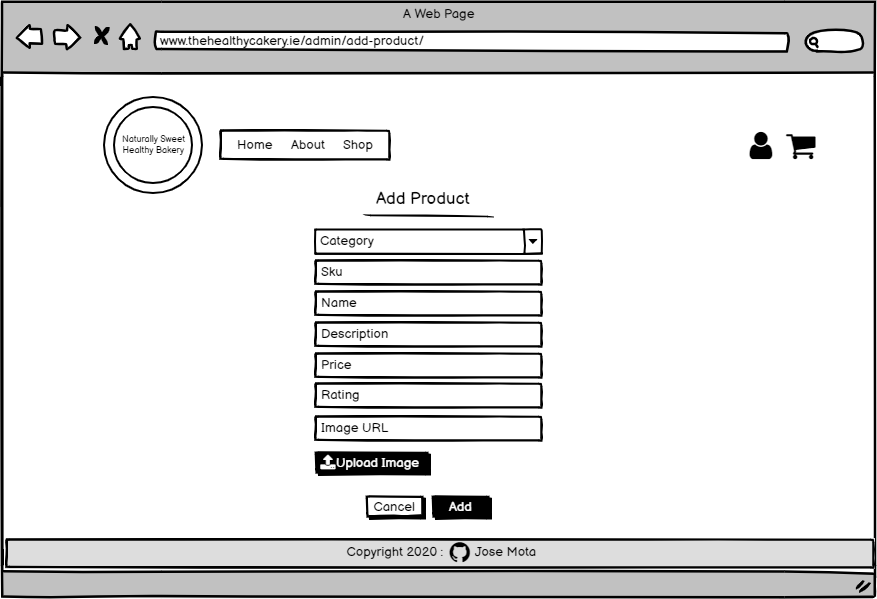 A Web Page
www.thehealthycakery.ie/admin/add-product/
Naturally Sweet
Healthy Bakery
Home About Shop
Add Product
Category
Sku
Name
Description
Price
Rating
Image URL
Upload Image
Cancel Add
Copyright 2020 : Jose Mota